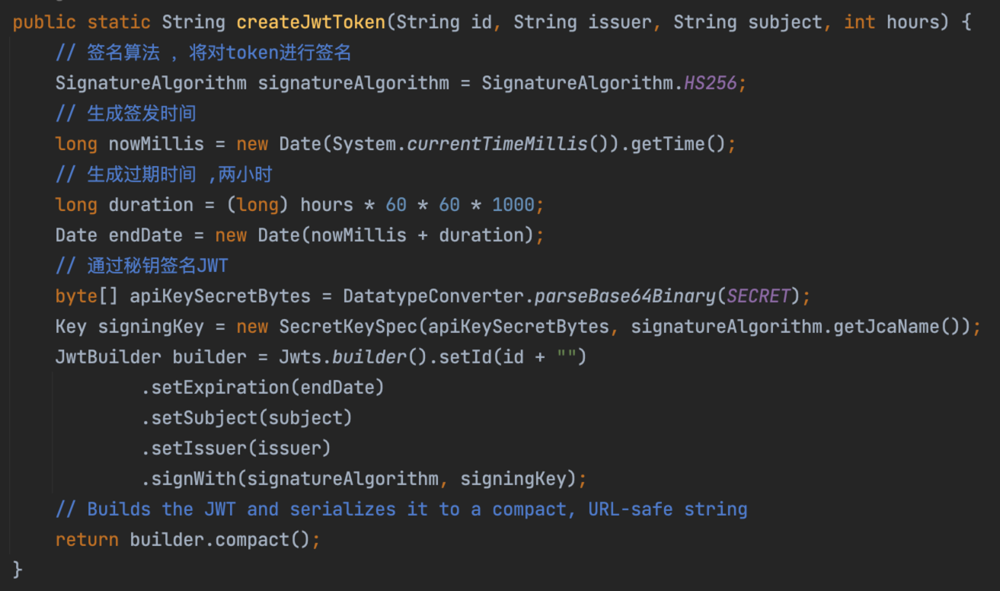 public static String createJwtToken(String id, String issuer, String subject, int hours) {
// 签名算法 ，将对token进行签名
SignatureAlgorithm signatureAlgorithm = SignatureAlgorithm.HS256;
// 生成签发时间
long nowMillis = new Date(System.currentTimeMillis()).getTime();
// 生成过期时间 ,两小时
long duration = (long) hours * 60 * 60 * 1000;
Date endDate = new Date(nowMillis + duration);
// 通过秘钥签名JWT
byte[] apiKeySecretBytes = DatatypeConverter.parseBase64Binary(SECRET);
Key signingKey = new SecretKeySpec(apiKeySecretBytes, signatureAlgorithm.getJcaName());
JwtBuilder builder = Jwts.builder().setId(id + "")
.setExpiration(endDate)
.setSubject(subject)
.setIssuer(issuer)
.signWith(signatureAlgorithm, signingKey);
// Builds the JWT and serializes it to a compact, URL-safe string
return builder.compact();
}